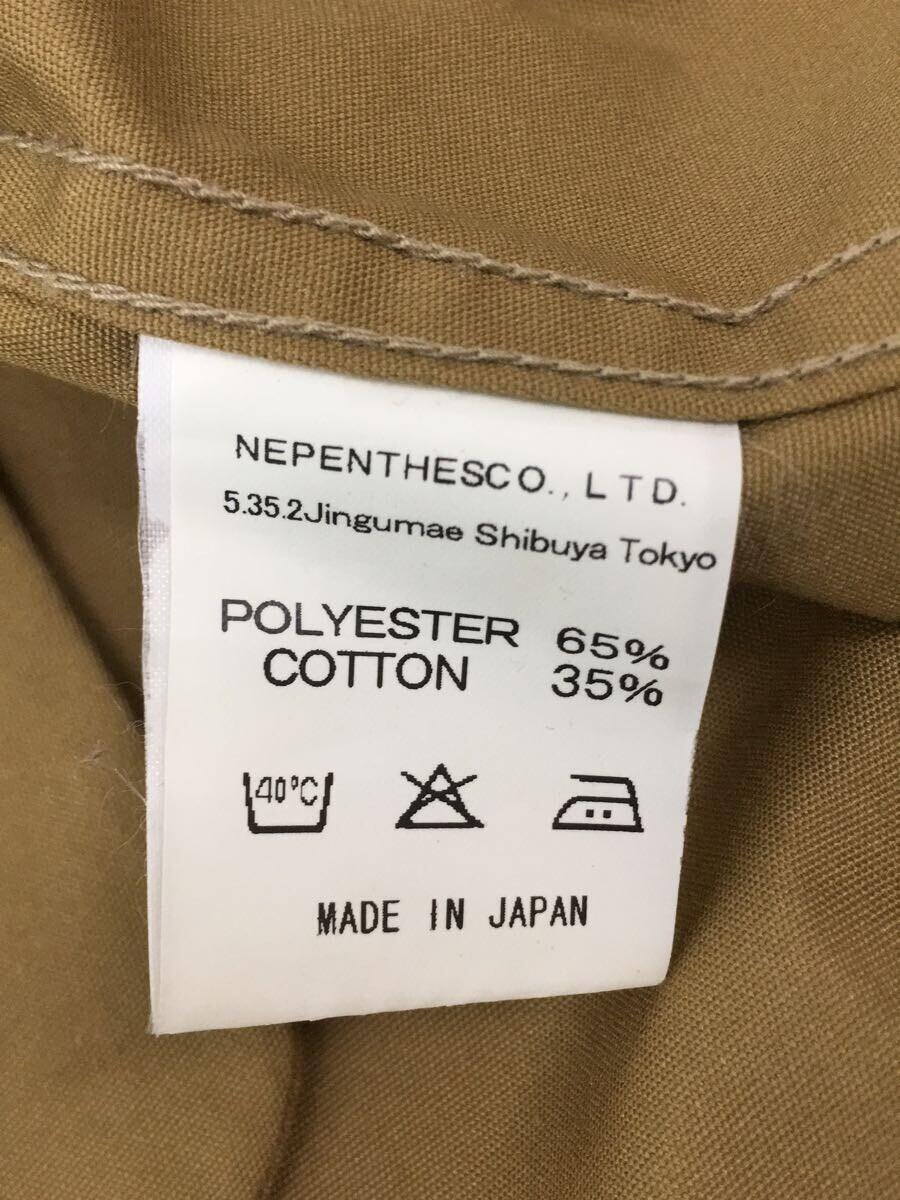 NEPENTHESCO., LTD.
5.35.2Jingumae Shibuya Tokyo
POLYESTER 65%
COTTON 35%
40°C
MADE IN JAPAN